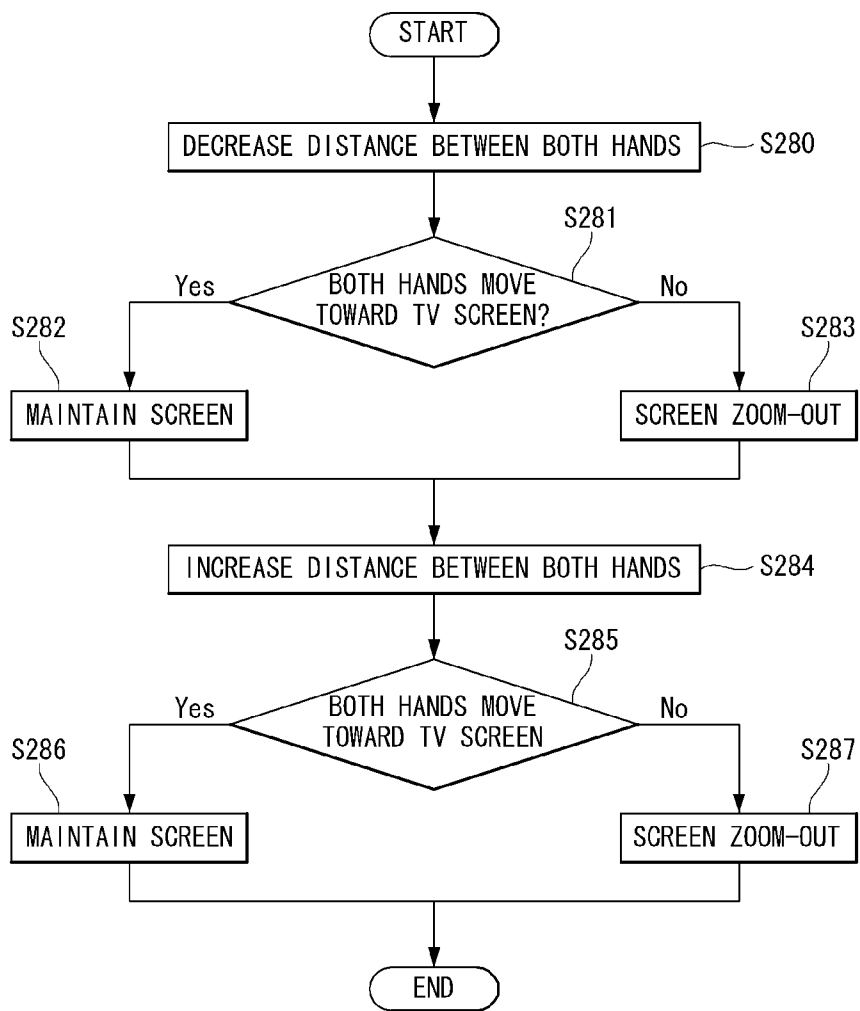 START
DECREASE DISTANCE BETWEEN BOTH HANDS
S280
S281
BOTH HANDS MOVE
TOWARD TV SCREEN?
Yes
No
S282
S283
MAINTAIN SCREEN
SCREEN ZOOM-OUT
INCREASE DISTANCE BETWEEN BOTH HANDS
S284
S285
BOTH HANDS MOVE
TOWARD TV SCREEN
Yes
No
S286
S287
MAINTAIN SCREEN
SCREEN ZOOM-OUT
END